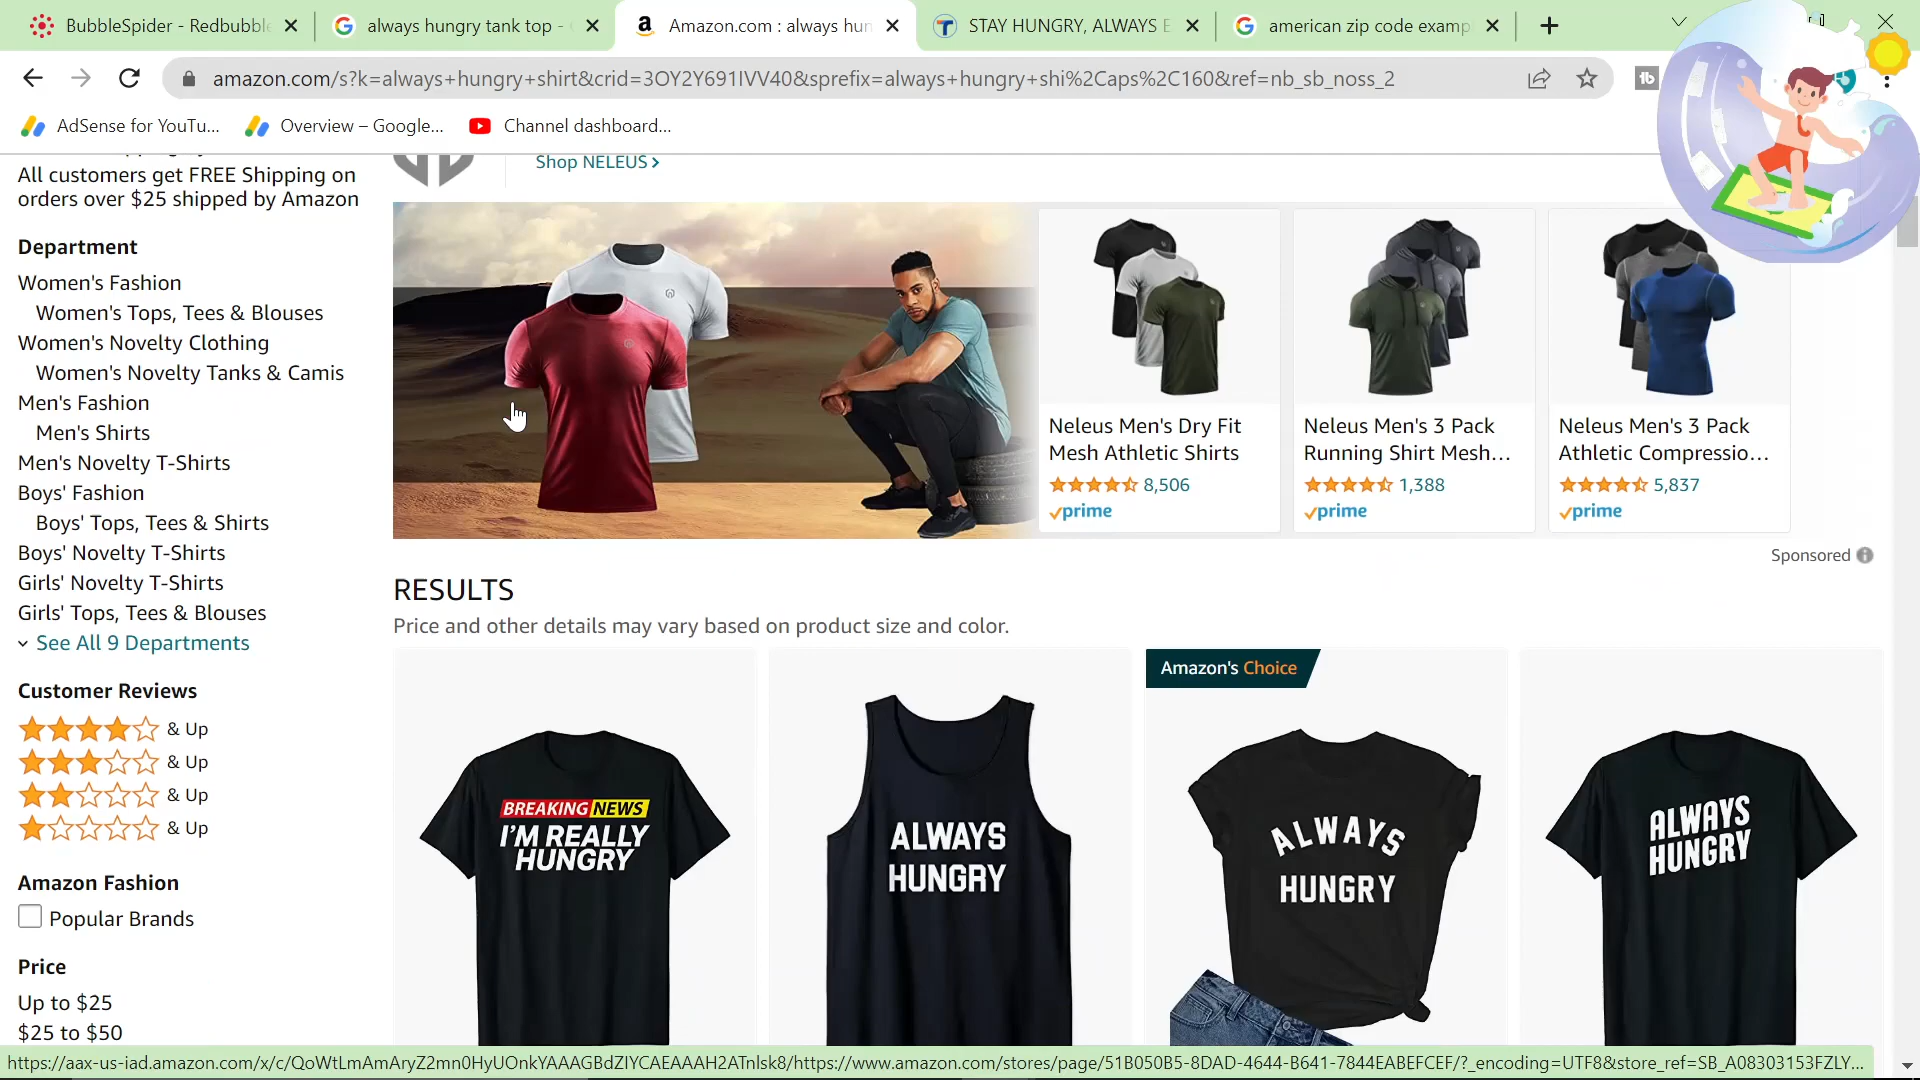 BubbleSpider - Redbubble
always hungry tank top -
Amazon.com : always hun
STAY HUNGRY, ALWAYS E
american zip code examp
amazon.com/s?k=always+hungry+shirt&crid=3OY2Y691IVV40&sprefix=always+hungry+shi%2Caps%2C160&ref=nb_sb_noss_2
AdSense for YouTu...
Overview – Google...
Channel dashboard...
Shop NELEUS ›
All customers get FREE Shipping on
orders over $25 shipped by Amazon
Department
Women's Fashion
Women's Tops, Tees & Blouses
Women's Novelty Clothing
Women's Novelty Tanks & Camis
Men's Fashion
Men's Shirts
Men's Novelty T-Shirts
Boys' Fashion
Boys' Tops, Tees & Shirts
Boys' Novelty T-Shirts
Girls' Novelty T-Shirts
Girls' Tops, Tees & Blouses
See All 9 Departments
Customer Reviews
& Up
& Up
& Up
& Up
Amazon Fashion
Popular Brands
Price
Up to $25
$25 to $50
Neleus Men's Dry Fit
Mesh Athletic Shirts
8,506
prime
Neleus Men's 3 Pack
Running Shirt Mesh...
1,388
prime
Neleus Men's 3 Pack
Athletic Compressio...
5,837
prime
Sponsored
RESULTS
Price and other details may vary based on product size and color.
BREAKING NEWS
I'M REALLY
HUNGRY
ALWAYS
HUNGRY
Amazon's Choice
ALWAYS
HUNGRY
ALWAYS
HUNGRY
https://aax-us-iad.amazon.com/x/c/QoWtLmAmAryZ2mn0HyUOnkYAAAGBdZIYCAEAAAH2ATnlsk8/https://www.amazon.com/stores/page/51B050B5-8DAD-4644-B641-7844EABEFCEF/?_encoding=UTF8&store_ref=SB_A08303153FZLY...